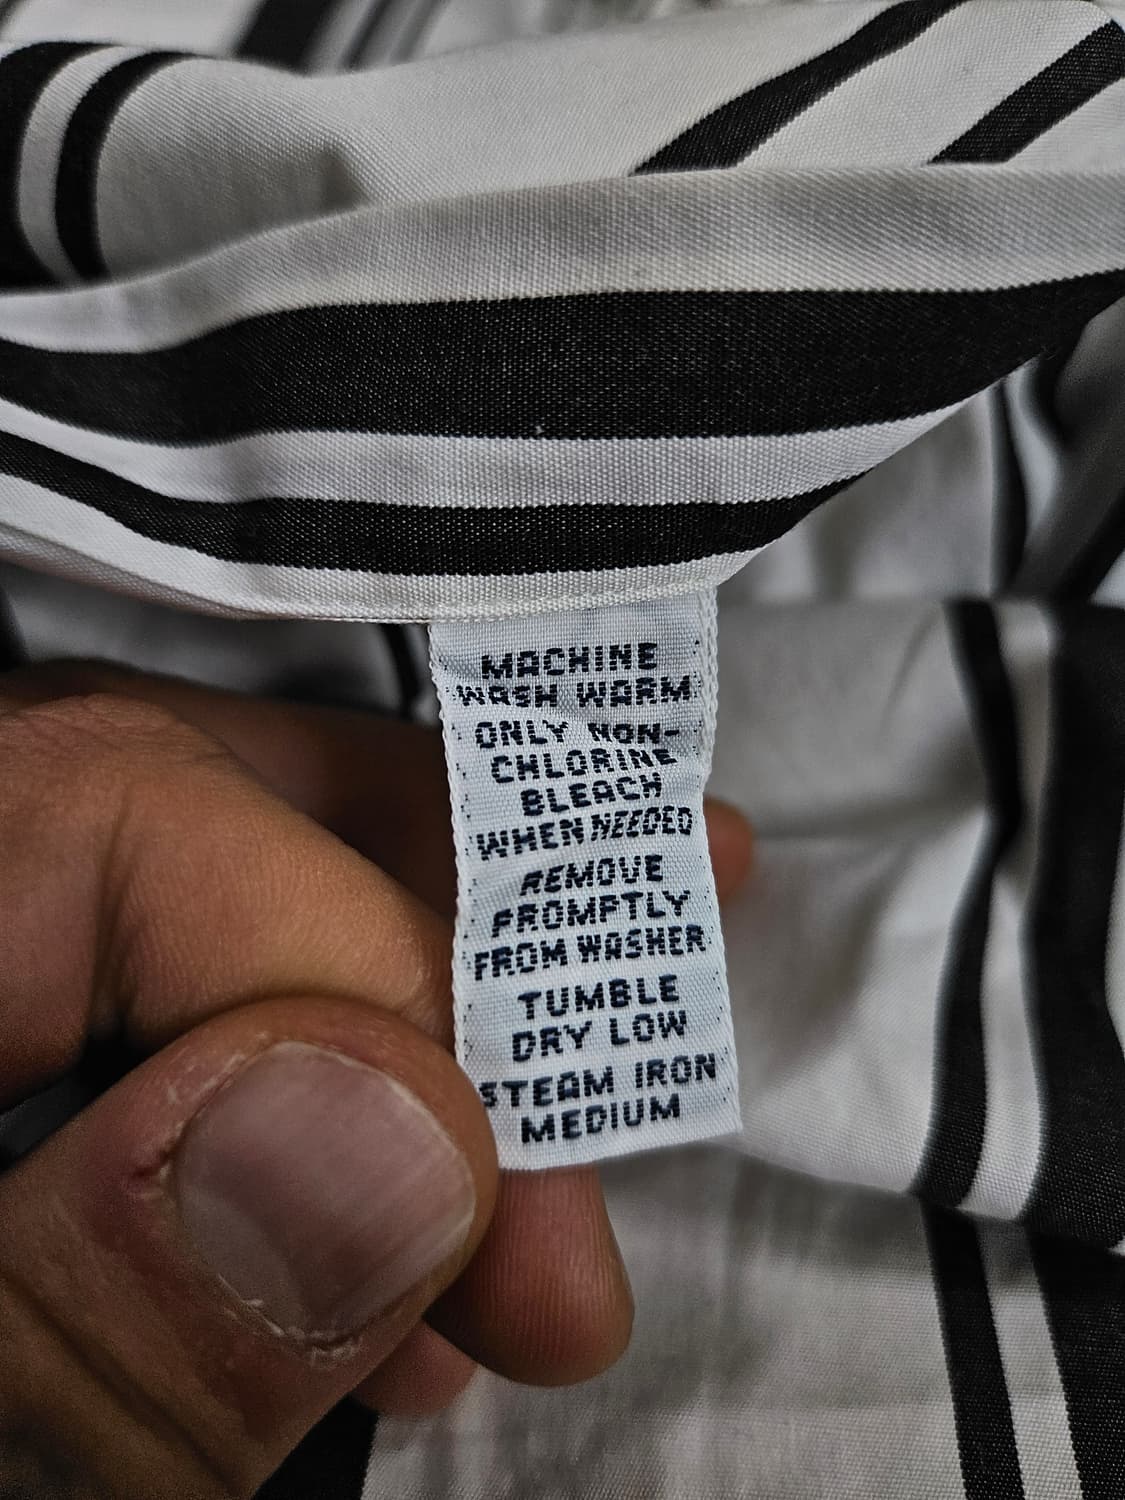 MACHINE
WASH WARM
ONLY NON-
CHLORINE
BLEACH
WHEN NEEDED
REMOVE
PROMPTLY
FROM WASHER
TUMBLE
DRY LOW
STEAM IRON
MEDIUM